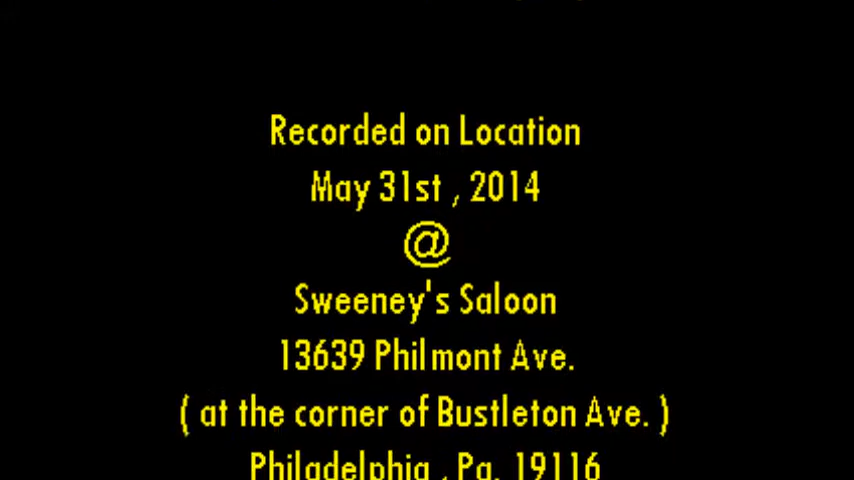 Recorded on Location
May 31st , 2014
@
Sweeney's Saloon
13639 Philmont Ave.
( at the corner of Bustleton Ave. )
Philadelphia , Pa. 19116